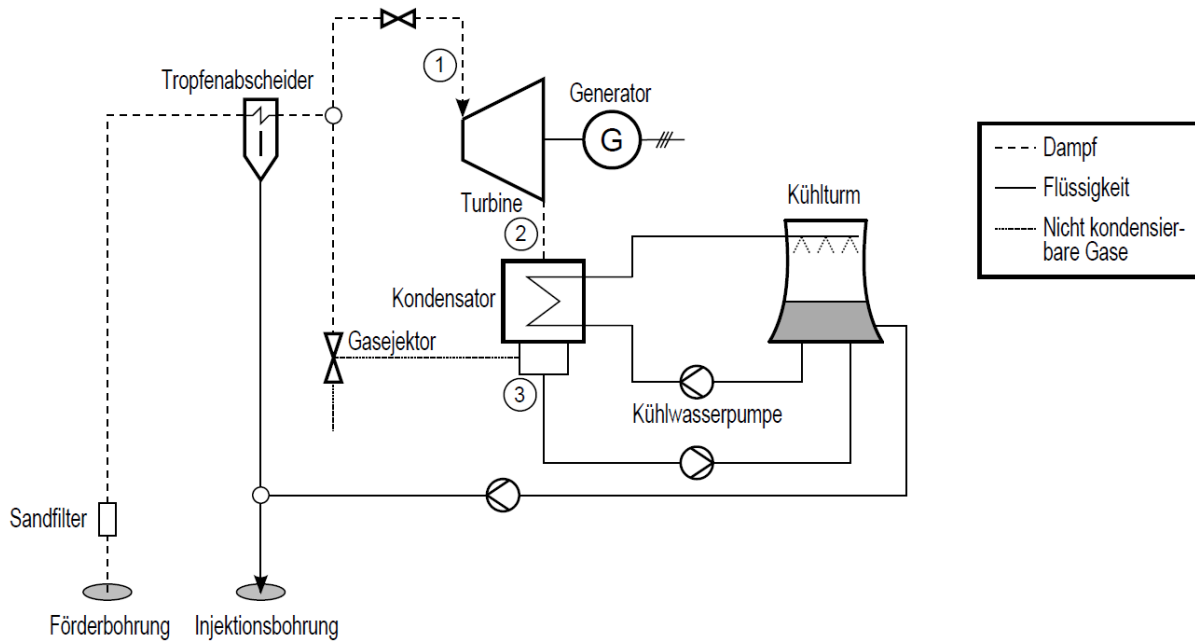 1
Tropfenabscheider
Generator
G
Turbine
2
Kühlturm
Kondensator
Gasejektor
3
Kühlwasserpumpe
Sandfilter
Förderbohrung
Injektionsbohrung
Dampf
Flüssigkeit
Nicht kondensier-
bare Gase